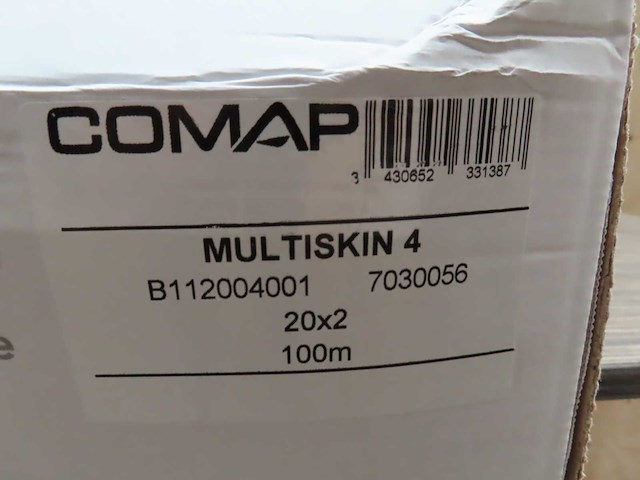 COMAP
3 430652 331387
MULTISKIN 4
B112004001 7030056
20x2
100m
e